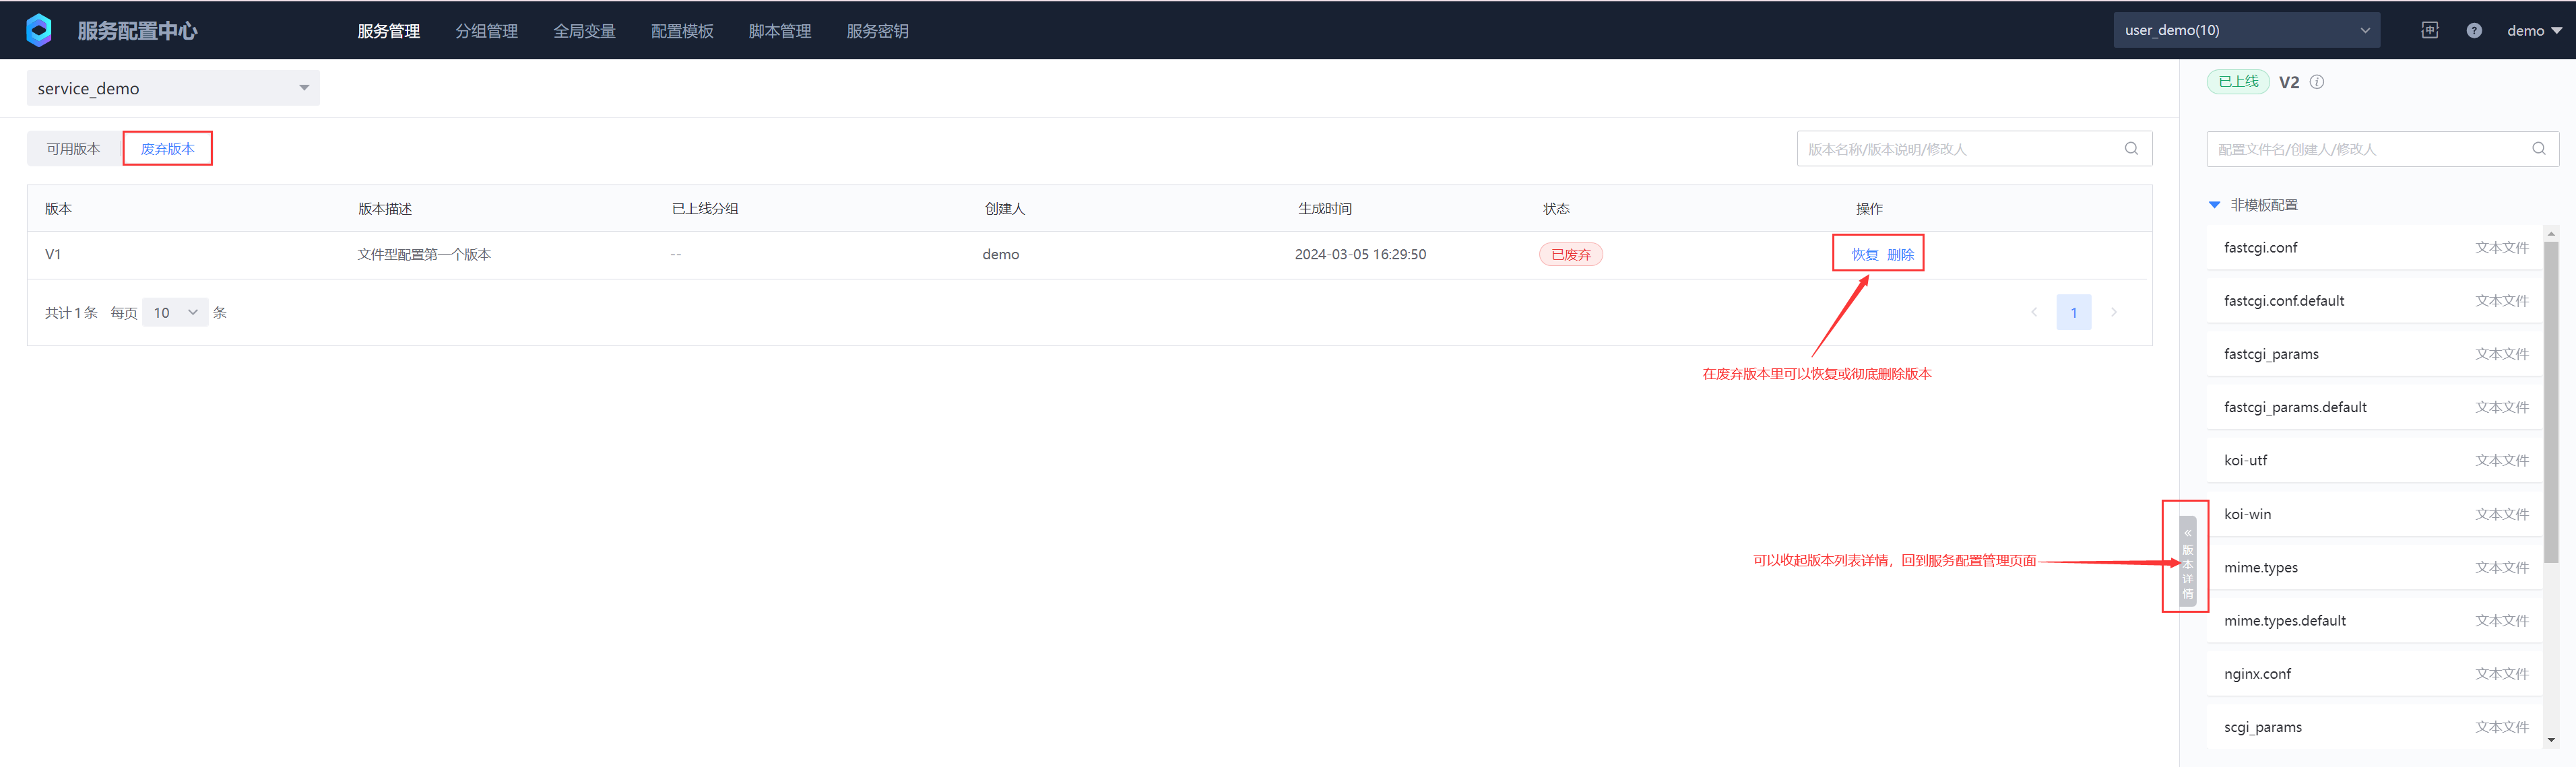 服务配置中心 服务管理 分组管理 全局变量 配置模板 脚本管理 服务密钥 user_demo(10) 中 ? demo
service_demo
已上线 V2
可用版本 废弃版本 版本名称/版本说明/修改人
配置文件名/创建人/修改人
版本 版本描述 已上线分组 创建人 生成时间 状态 操作
V1 文件型配置第一个版本 -- demo 2024-03-05 16:29:50 已废弃 恢复 删除
共计 1 条 每页 10 条 1
在废弃版本里可以恢复或彻底删除版本
可以收起版本列表详情，回到服务配置管理页面
«版本详情
非模板配置
fastcgi.conf 文本文件
fastcgi.conf.default 文本文件
fastcgi_params 文本文件
fastcgi_params.default 文本文件
koi-utf 文本文件
koi-win 文本文件
mime.types 文本文件
mime.types.default 文本文件
nginx.conf 文本文件
scgi_params 文本文件